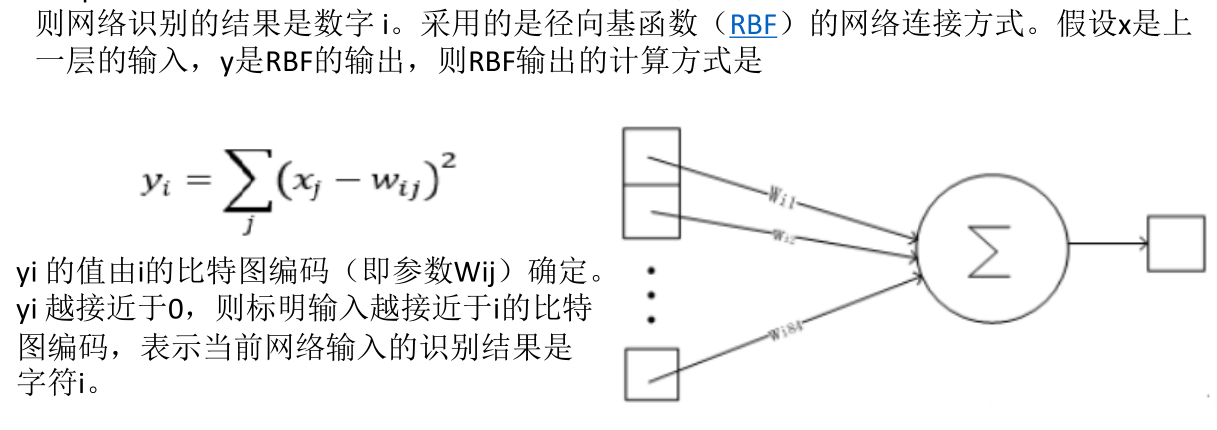 则网络识别的结果是数字 i。采用的是径向基函数（RBF）的网络连接方式。假设x是上
一层的输入，y是RBF的输出，则RBF输出的计算方式是
y_i = ∑_j (x_j − w_ij)^2
yi 的值由i的比特图编码（即参数Wij）确定。
yi 越接近于0，则标明输入越接近于i的比特
图编码，表示当前网络输入的识别结果是
字符i。
Wi1
Wi2
Wi84
∑